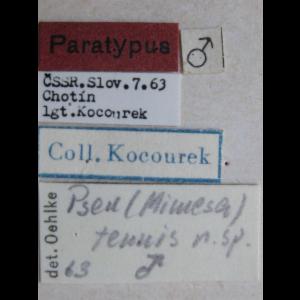 Paratypus ♂
ČSSR.Slov.7.63
Chotín
lgt.Kocourek
Coll. Kocourek
det. Oehlke
Psen (Mimesa)
tenuis n. sp.
63 ♂